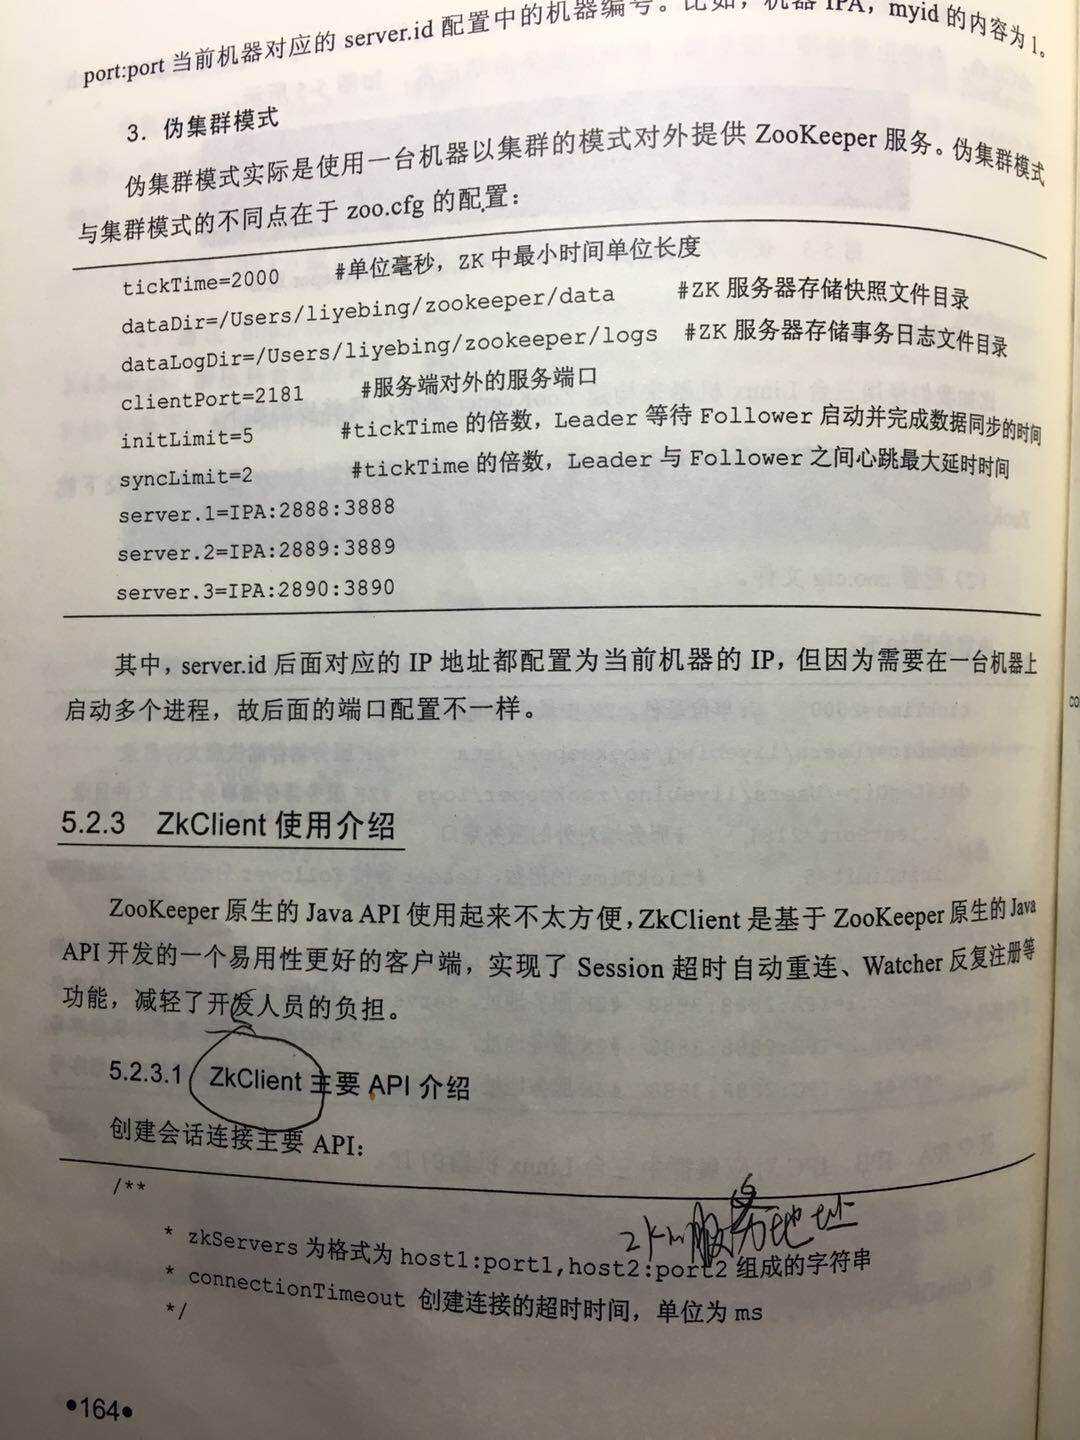 port:port 当前机器对应的 server.id 配置中的机器编号。比如，机器 IPA，myid 的内容为 1。
3．伪集群模式
伪集群模式实际是使用一台机器以集群的模式对外提供 ZooKeeper 服务。伪集群模式
与集群模式的不同点在于 zoo.cfg 的配置：
tickTime=2000 #单位毫秒，ZK 中最小时间单位长度
dataDir=/Users/liyebing/zookeeper/data #ZK 服务器存储快照文件目录
dataLogDir=/Users/liyebing/zookeeper/logs #ZK 服务器存储事务日志文件目录
clientPort=2181 #服务端对外的服务端口
initLimit=5 #tickTime 的倍数，Leader 等待 Follower 启动并完成数据同步的时间
syncLimit=2 #tickTime 的倍数，Leader 与 Follower 之间心跳最大延时时间
server.1=IPA:2888:3888
server.2=IPA:2889:3889
server.3=IPA:2890:3890
其中，server.id 后面对应的 IP 地址都配置为当前机器的 IP，但因为需要在一台机器上
启动多个进程，故后面的端口配置不一样。
5.2.3 ZkClient 使用介绍
ZooKeeper 原生的 Java API 使用起来不太方便，ZkClient 是基于 ZooKeeper 原生的 Java
API 开发的一个易用性更好的客户端，实现了 Session 超时自动重连、Watcher 反复注册等
功能，减轻了开发人员的负担。
5.2.3.1 ZkClient 主要 API 介绍
创建会话连接主要 API：
/**
服务地址
* zkServers 为格式为 host1:port1,host2:port2 组成的字符串
* connectionTimeout 创建连接的超时时间，单位为 ms
*/
•164•